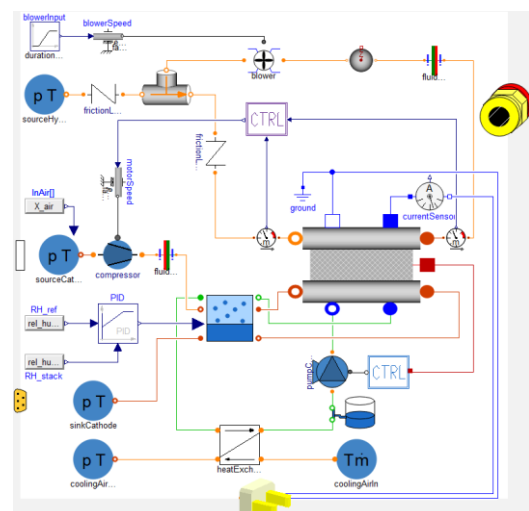 blowerInput
blowerSpeed
duration...
blower
fluid...
p T
sourceHy...
frictionL...
CTRL
frictionL...
motorSpeed
InAir[]
X_air
ground
A
currentSensor
m
m
p T
sourceCat...
compressor
fluid...
RH_ref
PID
rel_hu...
PID
rel_hu...
RH_stack
pumpC...
CTRL
p T
sinkCathode
p T
coolingAir...
heatExch...
Tṁ
coolingAirIn